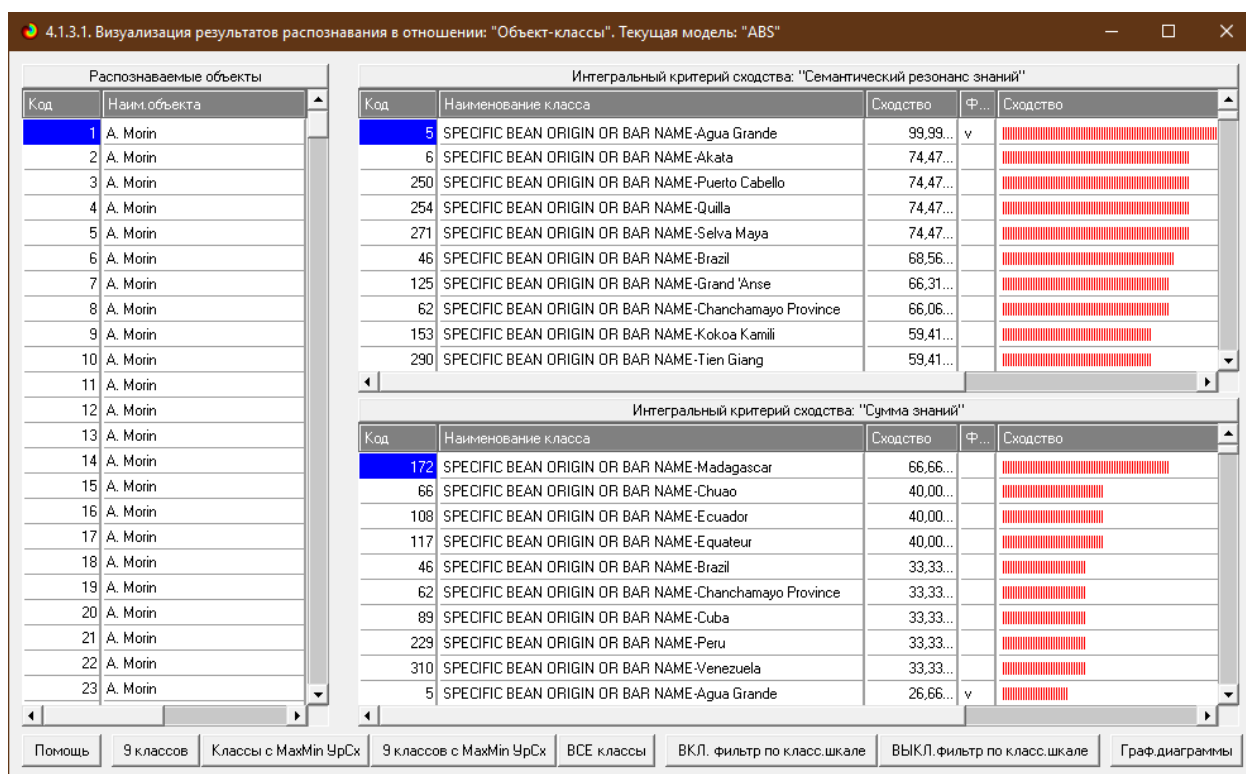 4.1.3.1. Визуализация результатов распознавания в отношении: "Объект-классы". Текущая модель: "ABS"
Распознаваемые объекты
Код Наим.объекта
1 A. Morin
2 A. Morin
3 A. Morin
4 A. Morin
5 A. Morin
6 A. Morin
7 A. Morin
8 A. Morin
9 A. Morin
10 A. Morin
11 A. Morin
12 A. Morin
13 A. Morin
14 A. Morin
15 A. Morin
16 A. Morin
17 A. Morin
18 A. Morin
19 A. Morin
20 A. Morin
21 A. Morin
22 A. Morin
23 A. Morin
Интегральный критерий сходства: "Семантический резонанс знаний"
Код Наименование класса Сходство Ф... Сходство
5 SPECIFIC BEAN ORIGIN OR BAR NAME-Agua Grande 99,99... v
6 SPECIFIC BEAN ORIGIN OR BAR NAME-Akata 74,47...
250 SPECIFIC BEAN ORIGIN OR BAR NAME-Puerto Cabello 74,47...
254 SPECIFIC BEAN ORIGIN OR BAR NAME-Quilla 74,47...
271 SPECIFIC BEAN ORIGIN OR BAR NAME-Selva Maya 74,47...
46 SPECIFIC BEAN ORIGIN OR BAR NAME-Brazil 68,56...
125 SPECIFIC BEAN ORIGIN OR BAR NAME-Grand 'Anse 66,31...
62 SPECIFIC BEAN ORIGIN OR BAR NAME-Chanchamayo Province 66,06...
153 SPECIFIC BEAN ORIGIN OR BAR NAME-Kokoa Kamili 59,41...
290 SPECIFIC BEAN ORIGIN OR BAR NAME-Tien Giang 59,41...
Интегральный критерий сходства: "Сумма знаний"
Код Наименование класса Сходство Ф... Сходство
172 SPECIFIC BEAN ORIGIN OR BAR NAME-Madagascar 66,66...
66 SPECIFIC BEAN ORIGIN OR BAR NAME-Chuao 40,00...
108 SPECIFIC BEAN ORIGIN OR BAR NAME-Ecuador 40,00...
117 SPECIFIC BEAN ORIGIN OR BAR NAME-Equateur 40,00...
46 SPECIFIC BEAN ORIGIN OR BAR NAME-Brazil 33,33...
62 SPECIFIC BEAN ORIGIN OR BAR NAME-Chanchamayo Province 33,33...
89 SPECIFIC BEAN ORIGIN OR BAR NAME-Cuba 33,33...
229 SPECIFIC BEAN ORIGIN OR BAR NAME-Peru 33,33...
310 SPECIFIC BEAN ORIGIN OR BAR NAME-Venezuela 33,33...
5 SPECIFIC BEAN ORIGIN OR BAR NAME-Agua Grande 26,66... v
Помощь 9 классов Классы с MaxMin УрСх 9 классов с MaxMin УрСх ВСЕ классы ВКЛ. фильтр по класс.шкале ВЫКЛ.фильтр по класс.шкале Граф.диаграммы